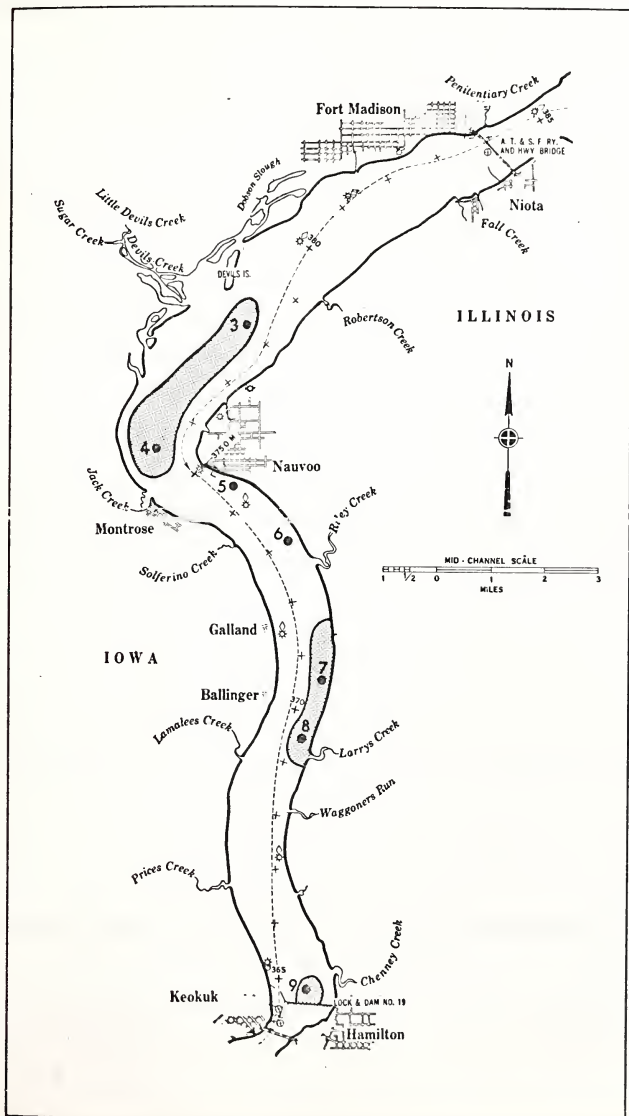 Penitentiary Creek
Fort Madison
385
A. T. & S. F. RY.
AND HWY BRIDGE
Dobson Slough
Niota
Little Devils Creek
Fall Creek
Sugar Creek
Devils Creek
380
DEVILS IS.
ILLINOIS
Robertson Creek
3
N
4
3750 M
Nauvoo
5
Jack Creek
Montrose
6
Riley Creek
Solferino Creek
MID - CHANNEL SCALE
1 1/2 0 1 2 3
MILES
Galland
IOWA
7
Ballinger
370
8
Lamalees Creek
Larrys Creek
Waggoners Run
Prices Creek
Chenney Creek
365
9
Keokuk
LOCK & DAM NO. 19
Hamilton